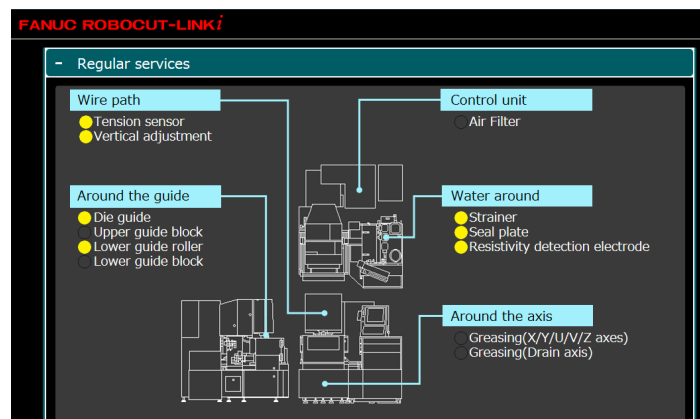 FANUC ROBOCUT-LINKi
- Regular services
Wire path
Tension sensor
Vertical adjustment
Control unit
Air Filter
Around the guide
Die guide
Upper guide block
Lower guide roller
Lower guide block
Water around
Strainer
Seal plate
Resistivity detection electrode
Around the axis
Greasing(X/Y/U/V/Z axes)
Greasing(Drain axis)